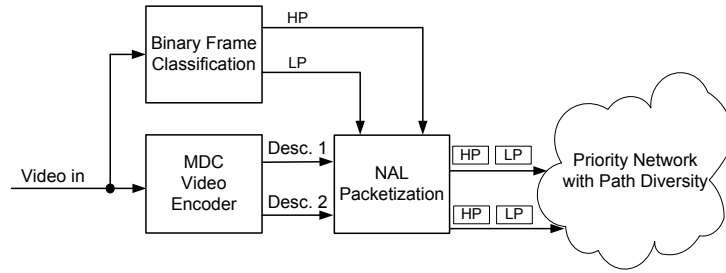 HP
Binary Frame
Classification
LP
Video in
MDC
Video
Encoder
Desc. 1
Desc. 2
NAL
Packetization
HP LP
HP LP
Priority Network
with Path Diversity